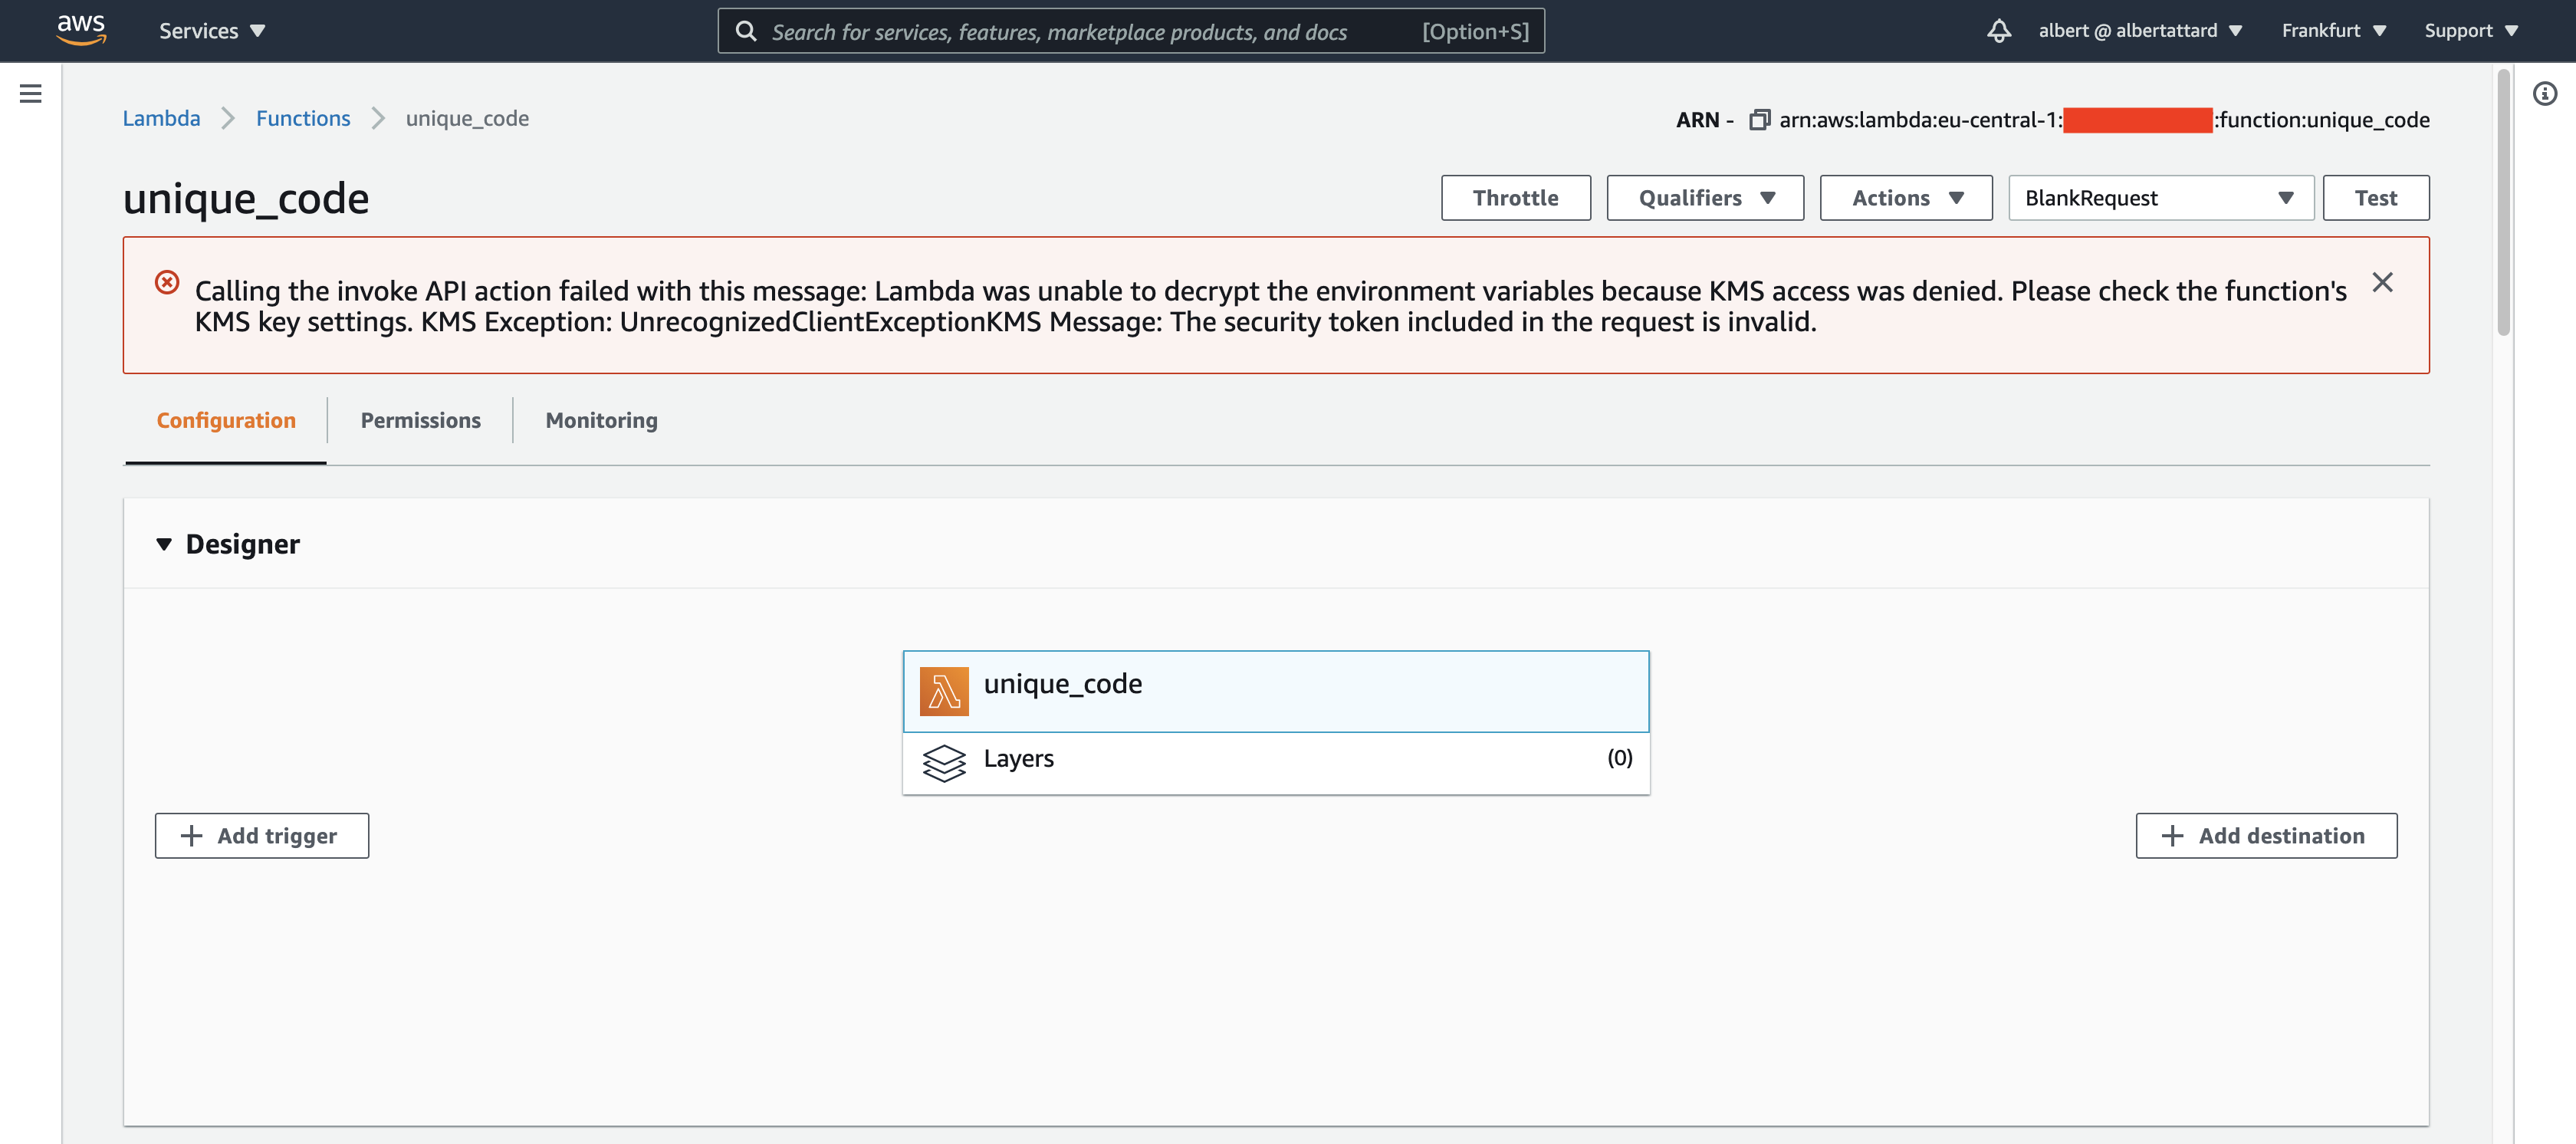 aws Services Search for services, features, marketplace products, and docs [Option+S] albert @ albertattard Frankfurt Support
Lambda Functions unique_code ARN - arn:aws:lambda:eu-central-1: :function:unique_code
unique_code Throttle Qualifiers Actions BlankRequest Test
Calling the invoke API action failed with this message: Lambda was unable to decrypt the environment variables because KMS access was denied. Please check the function's
KMS key settings. KMS Exception: UnrecognizedClientExceptionKMS Message: The security token included in the request is invalid.
Configuration Permissions Monitoring
Designer
unique_code
Layers (0)
Add trigger Add destination